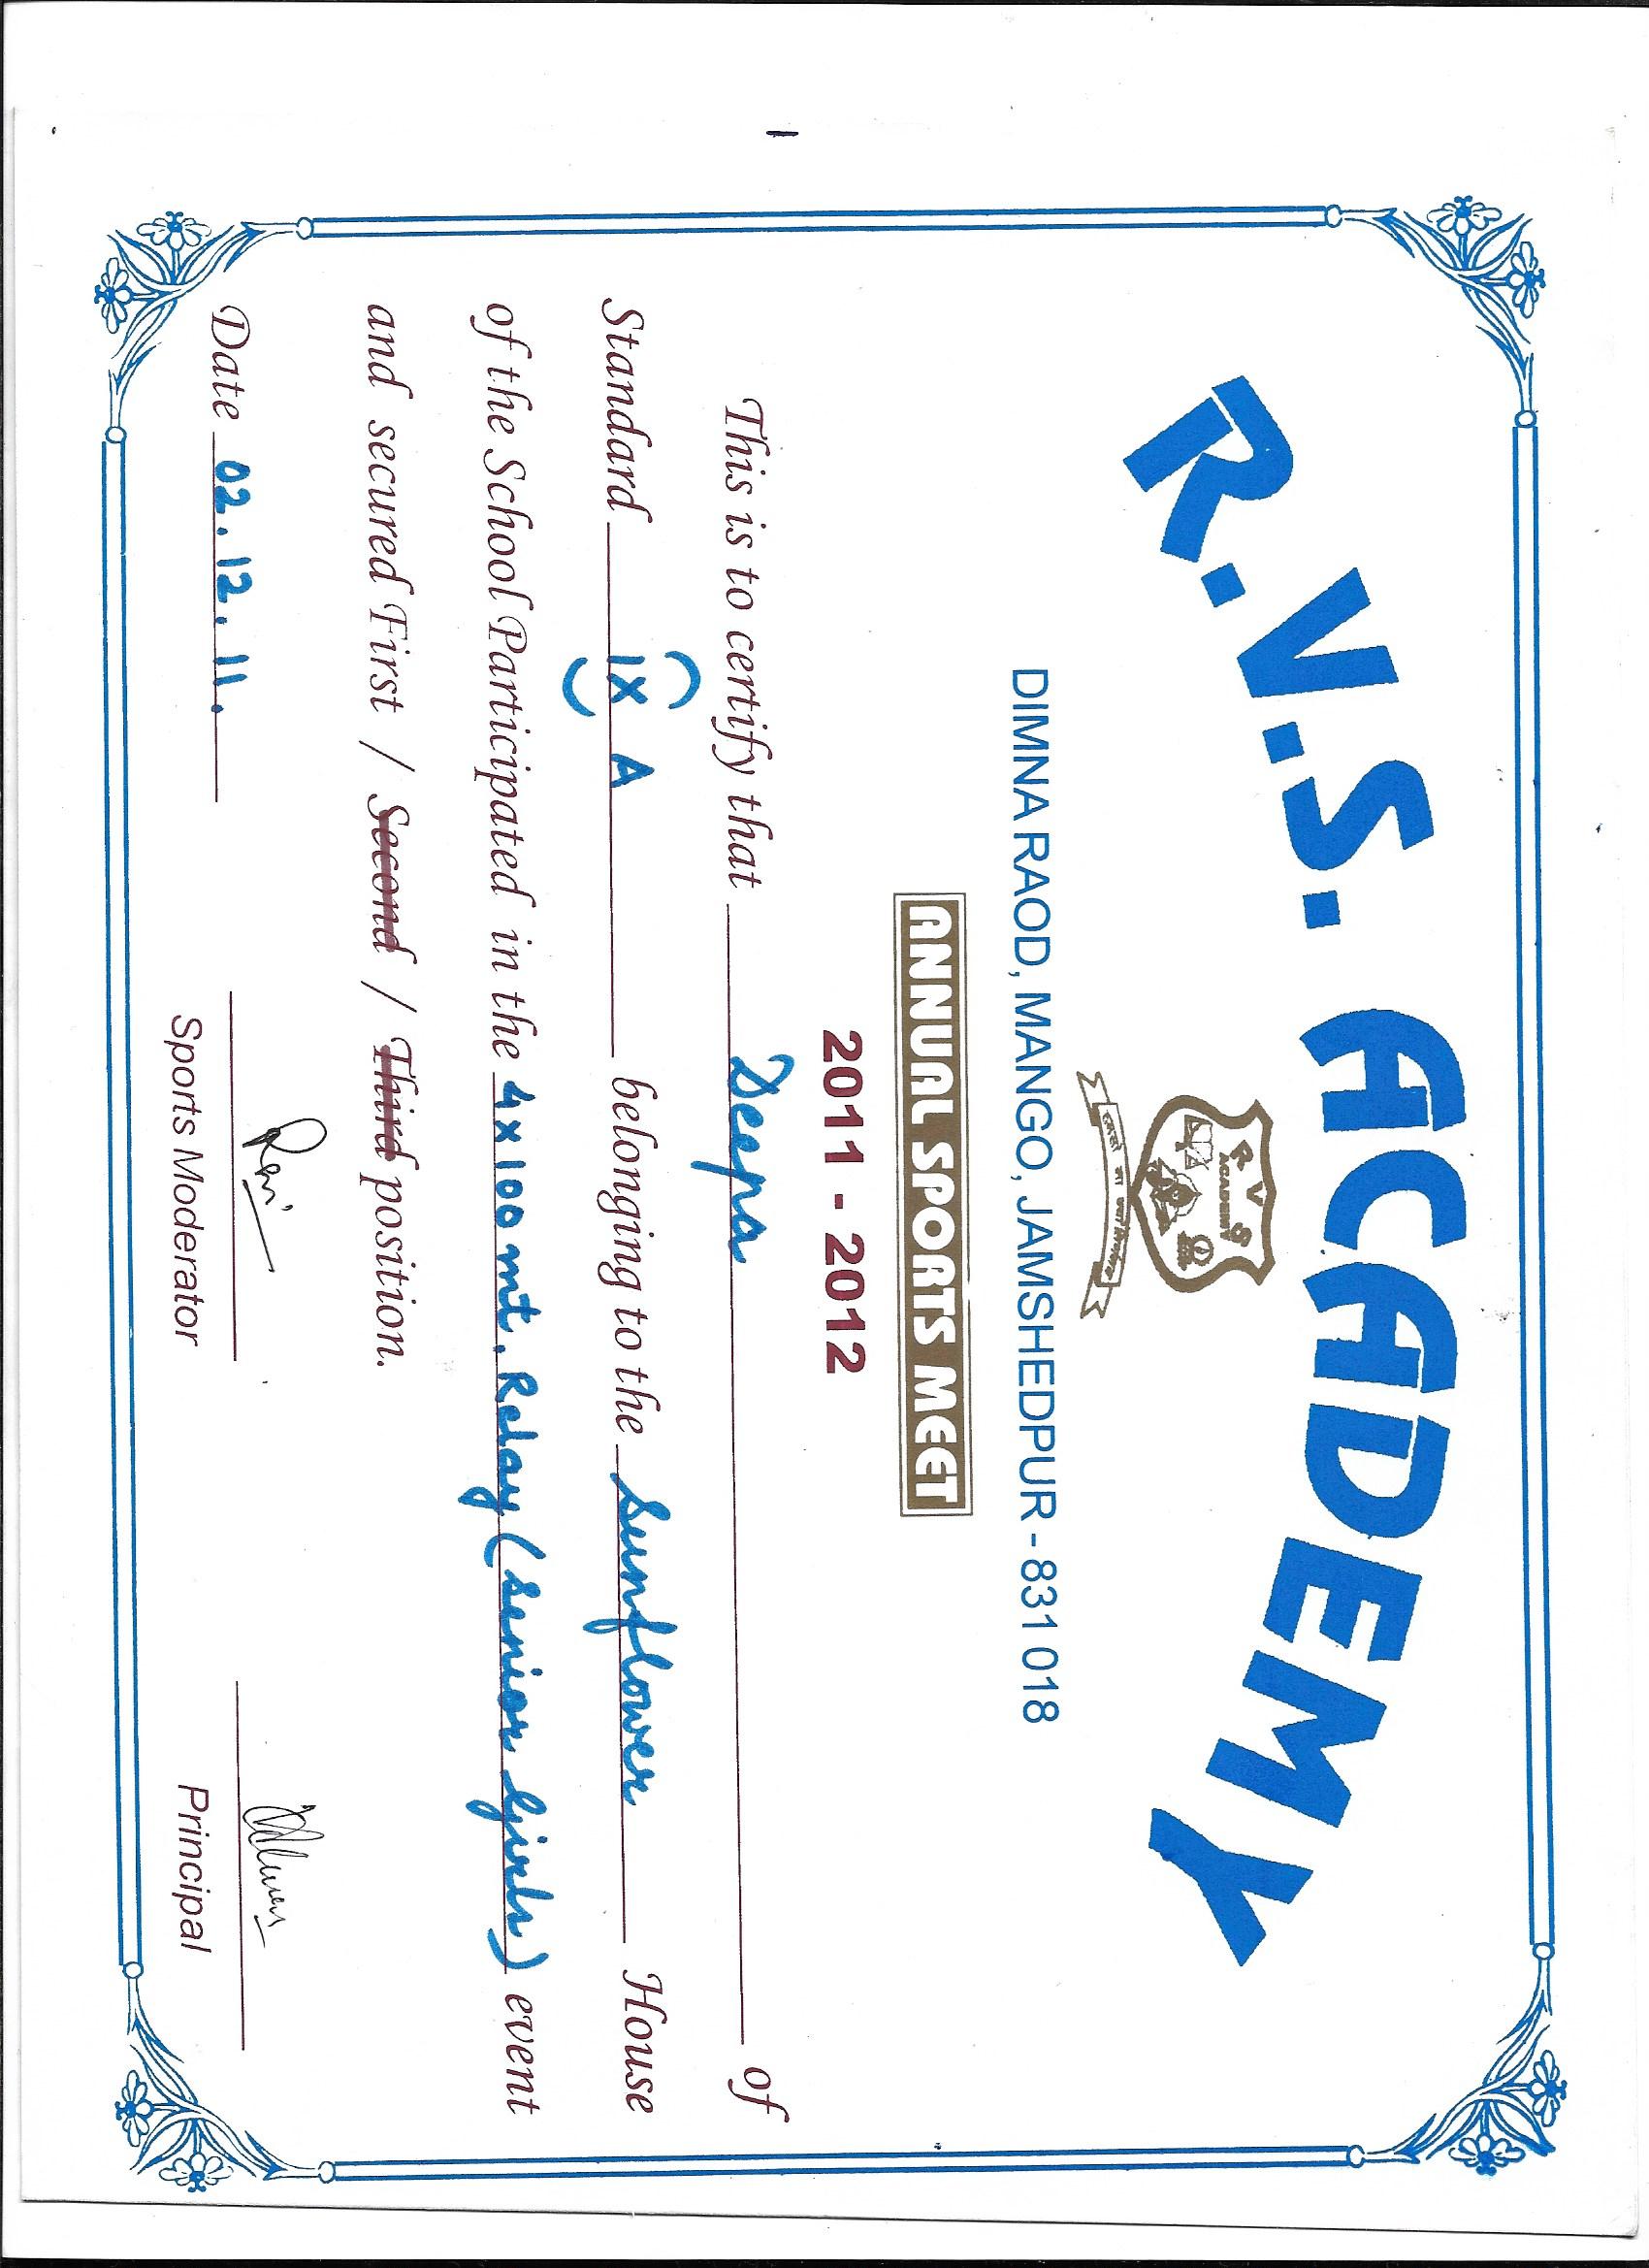 R.V.S. ACADEMY
R V S
ACADEMY
DIMNA RAOD, MANGO, JAMSHEDPUR - 831 018
ANNUAL SPORTS MEET
2011 - 2012
This is to certify that Deepa of
Standard (IX) A belonging to the Sunflower House
of the School Participated in the 4x100 mt. Relay (Senior Girls) event
and secured First / Second / Third position.
Date 02.12.11.
Sports Moderator Principal